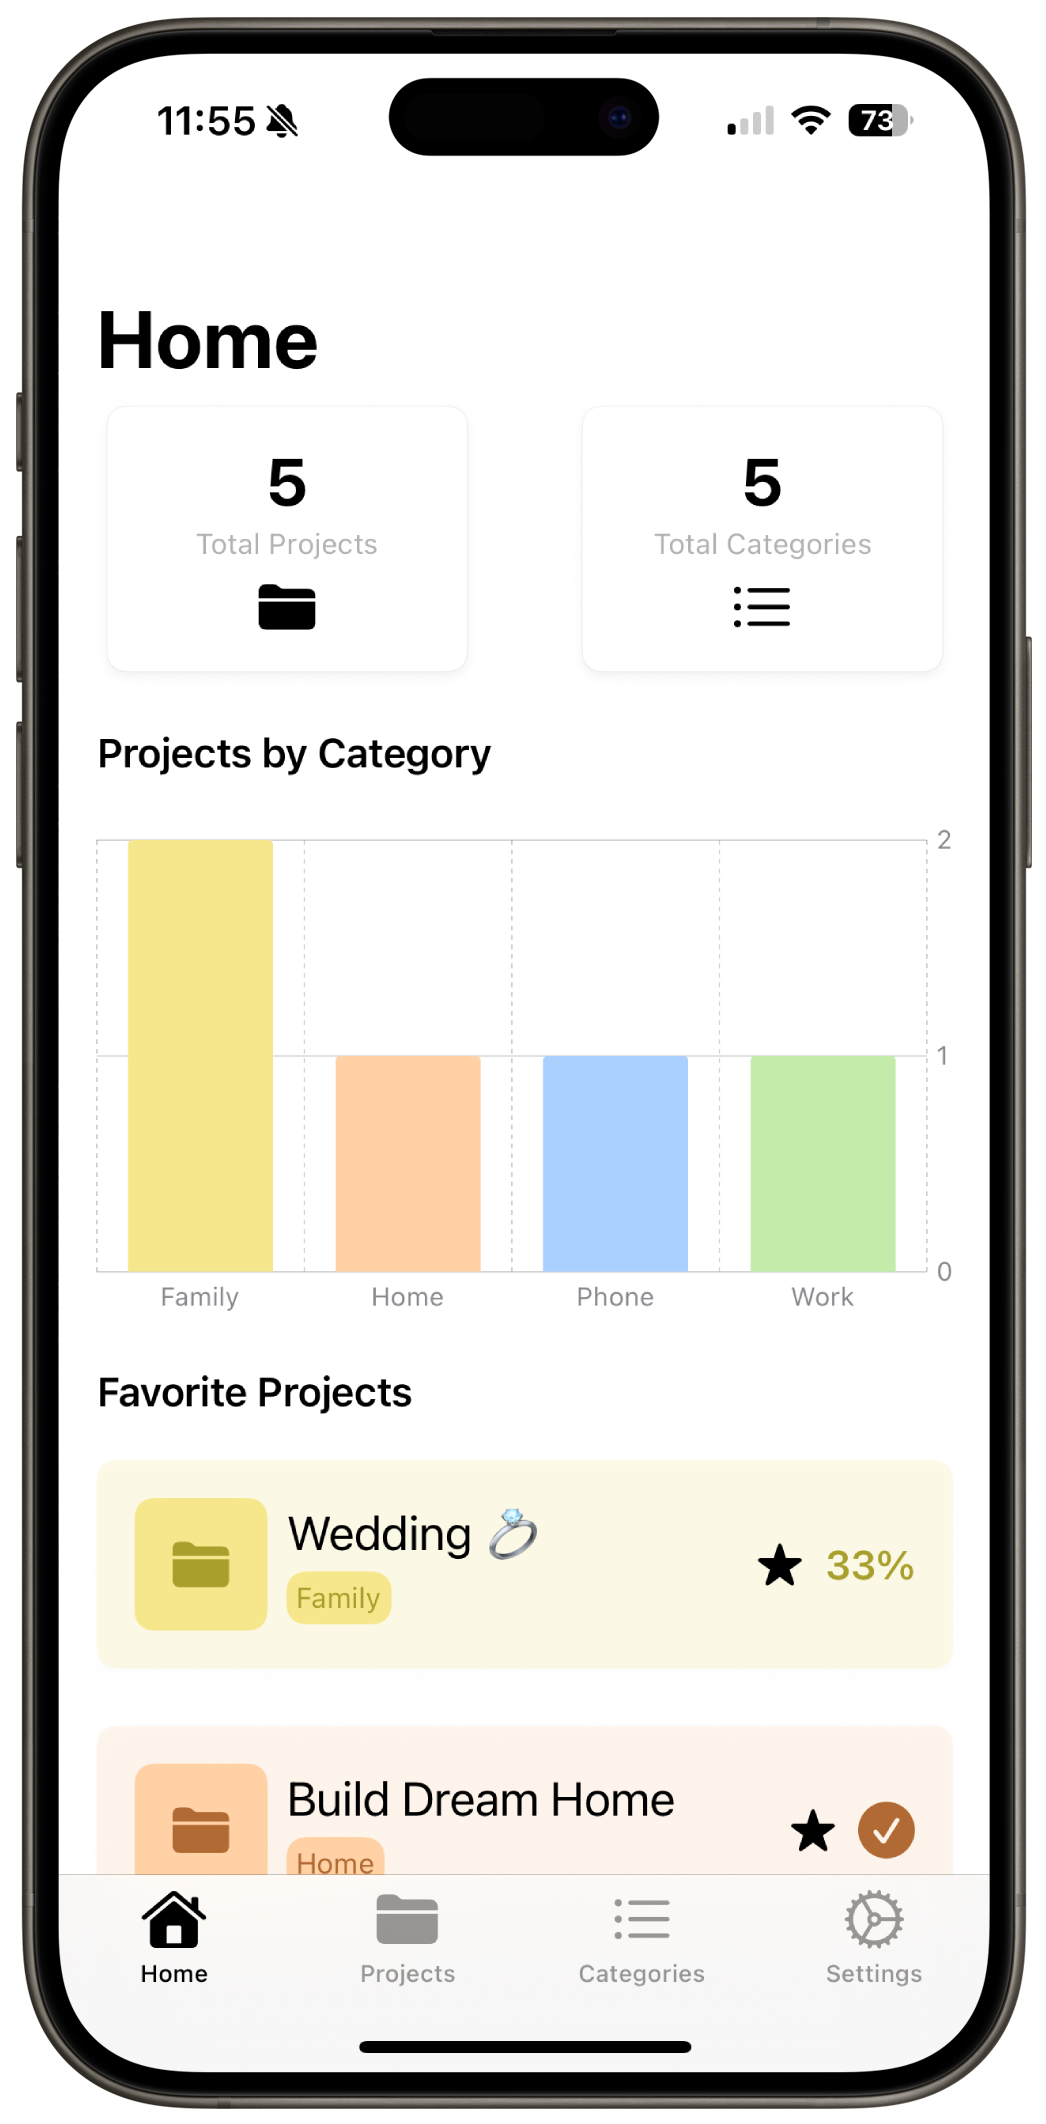 11:55
73
Home
5
Total Projects
5
Total Categories
Projects by Category
2
1
0
Family
Home
Phone
Work
Favorite Projects
Wedding 💍
Family
33%
Build Dream Home
Home
Home
Projects
Categories
Settings